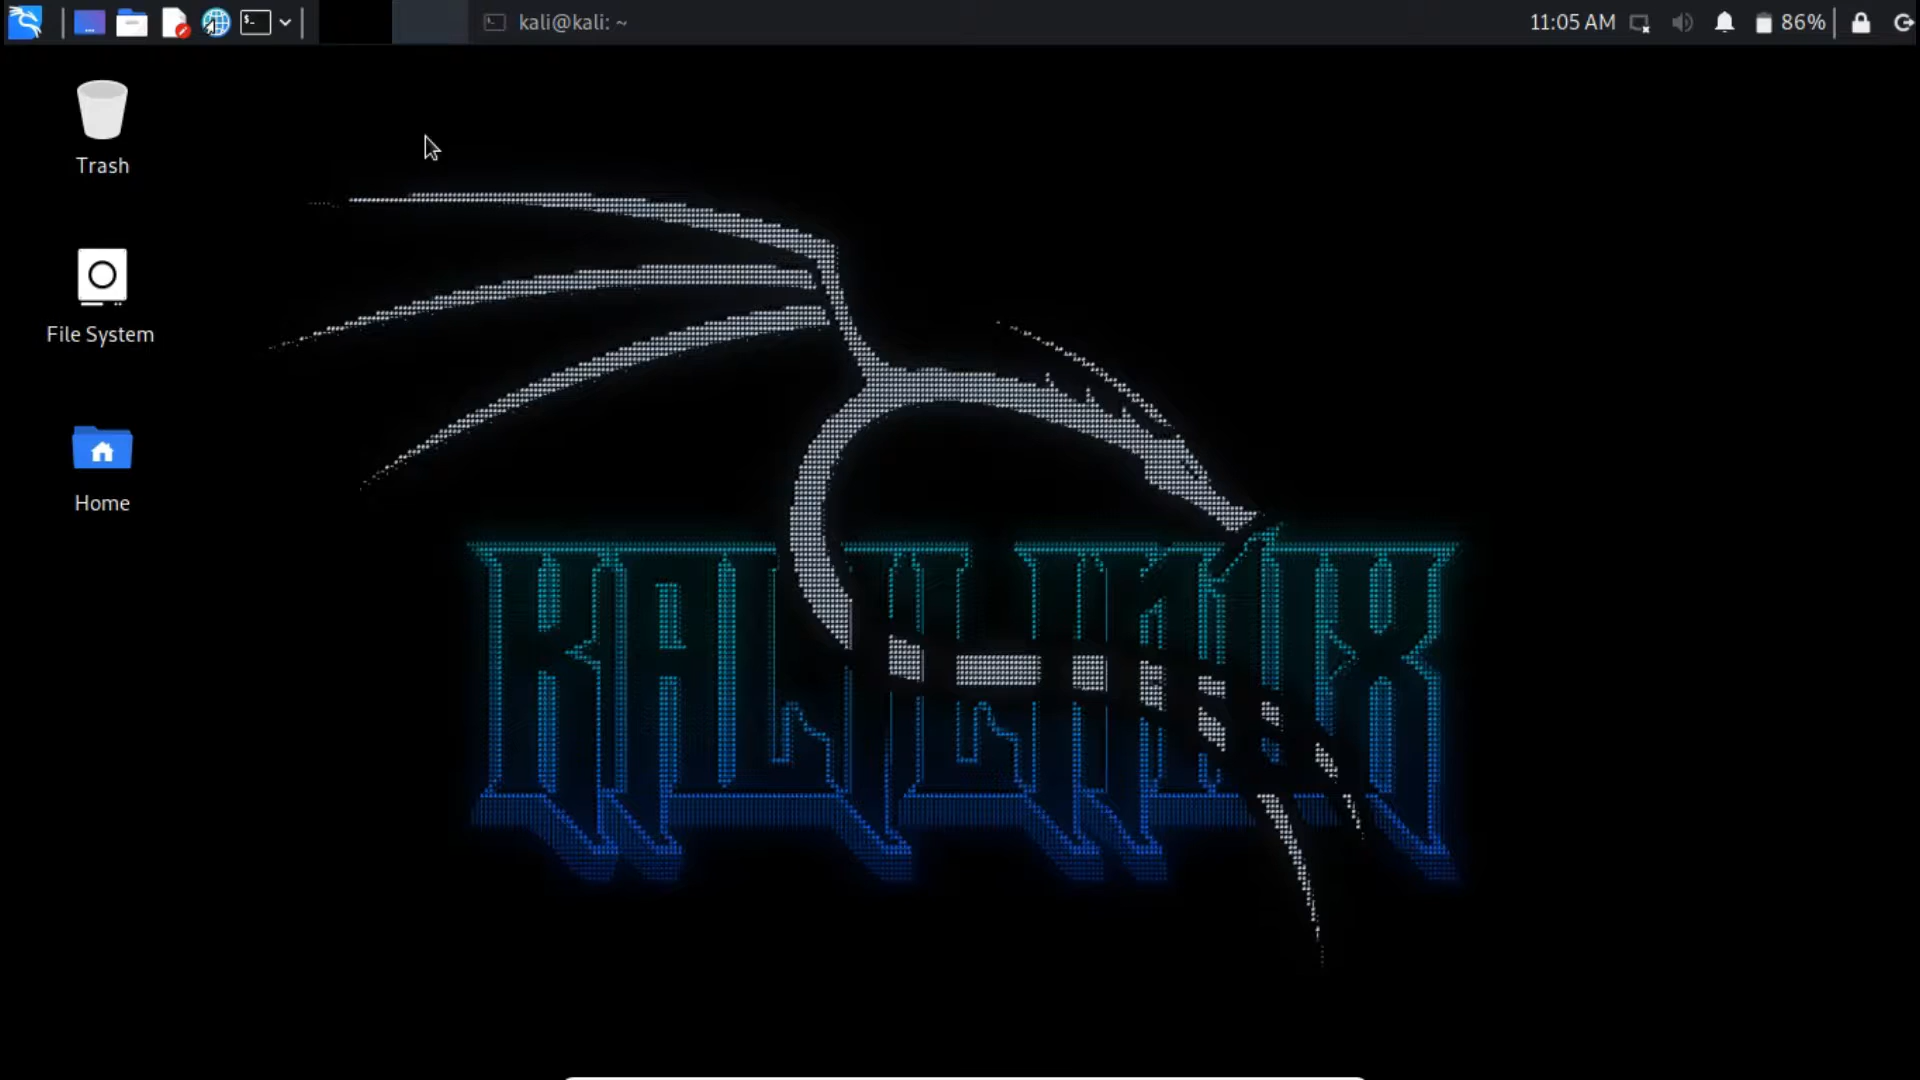 kali@kali: ~
11:05 AM
86%
Trash
File System
Home
KALI LINUX